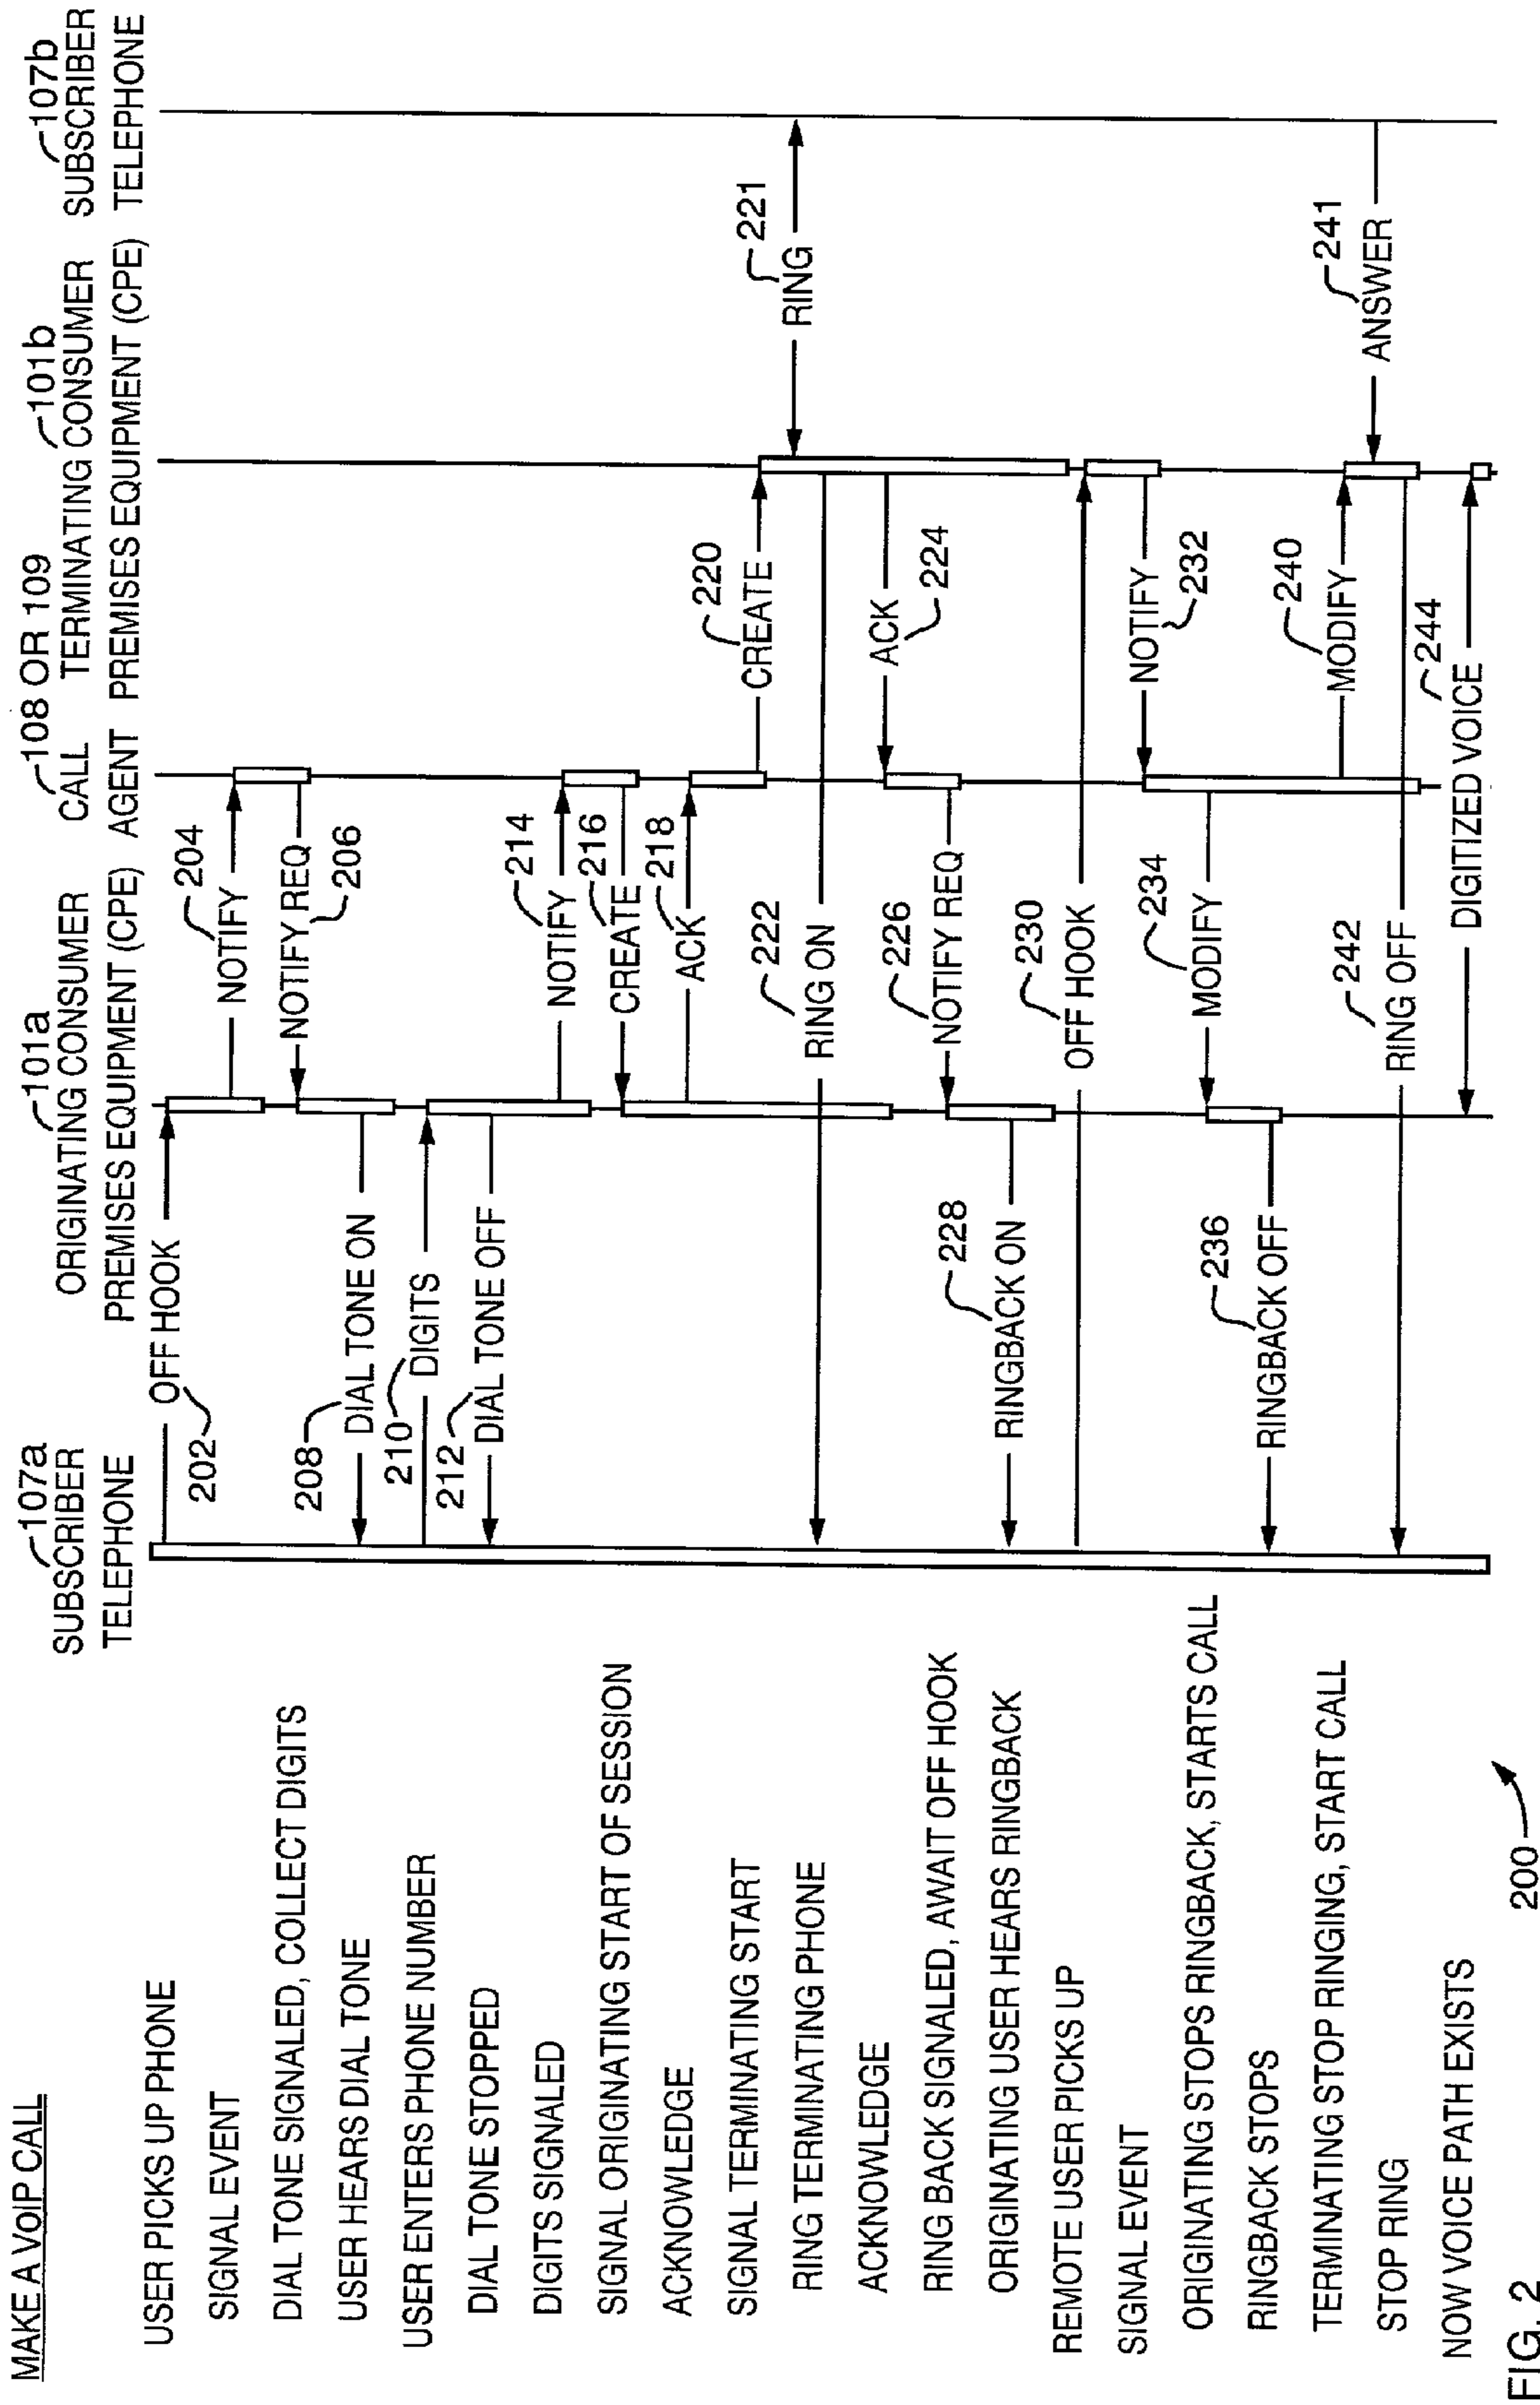 MAKE A VoIP CALL
107a
SUBSCRIBER
TELEPHONE
101a
ORIGINATING CONSUMER
PREMISES EQUIPMENT (CPE)
108 OR 109
CALL
AGENT
101b
TERMINATING CONSUMER
PREMISES EQUIPMENT (CPE)
107b
SUBSCRIBER
TELEPHONE
USER PICKS UP PHONE
OFF HOOK
202
SIGNAL EVENT
NOTIFY
204
DIAL TONE SIGNALED, COLLECT DIGITS
NOTIFY REQ
206
USER HEARS DIAL TONE
208
DIAL TONE ON
USER ENTERS PHONE NUMBER
210
DIGITS
DIAL TONE STOPPED
212
DIAL TONE OFF
DIGITS SIGNALED
NOTIFY
214
SIGNAL ORIGINATING START OF SESSION
CREATE
216
ACKNOWLEDGE
ACK
218
SIGNAL TERMINATING START
CREATE
220
RING TERMINATING PHONE
RING
221
RING ON
222
ACKNOWLEDGE
ACK
224
RING BACK SIGNALED, AWAIT OFF HOOK
NOTIFY REQ
226
ORIGINATING USER HEARS RINGBACK
RINGBACK ON
228
REMOTE USER PICKS UP
OFF HOOK
230
SIGNAL EVENT
NOTIFY
232
ORIGINATING STOPS RINGBACK, STARTS CALL
MODIFY
234
RINGBACK STOPS
RINGBACK OFF
236
TERMINATING STOP RINGING, START CALL
MODIFY
240
ANSWER
241
STOP RING
RING OFF
242
NOW VOICE PATH EXISTS
DIGITIZED VOICE
244
200
FIG. 2